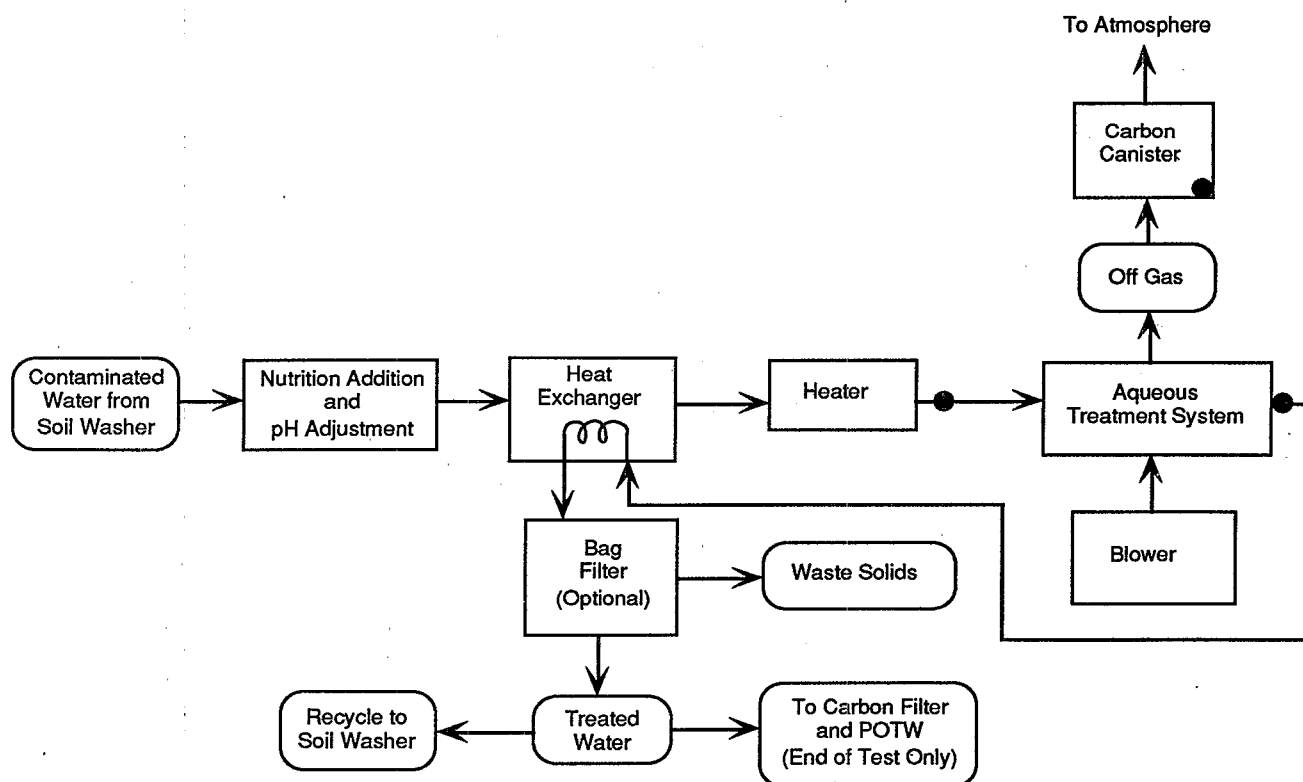 To Atmosphere
Carbon
Canister
Off Gas
Contaminated
Water from
Soil Washer
Nutrition Addition
and
pH Adjustment
Heat
Exchanger
Heater
Aqueous
Treatment System
Bag
Filter
(Optional)
Waste Solids
Blower
Recycle to
Soil Washer
Treated
Water
To Carbon Filter
and POTW
(End of Test Only)